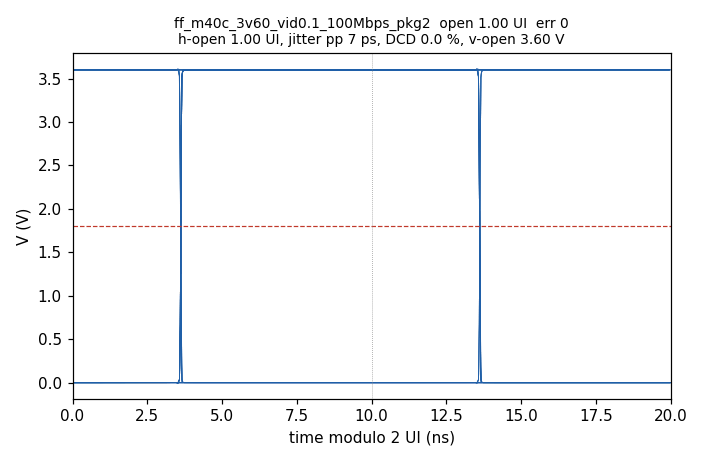 ff_m40c_3v60_vid0.1_100Mbps_pkg2  open 1.00 UI  err 0
h-open 1.00 UI, jitter pp 7 ps, DCD 0.0 %, v-open 3.60 V
3.5
3.0
2.5
2.0
1.5
1.0
0.5
0.0
V (V)
0.0 2.5 5.0 7.5 10.0 12.5 15.0 17.5 20.0
time modulo 2 UI (ns)